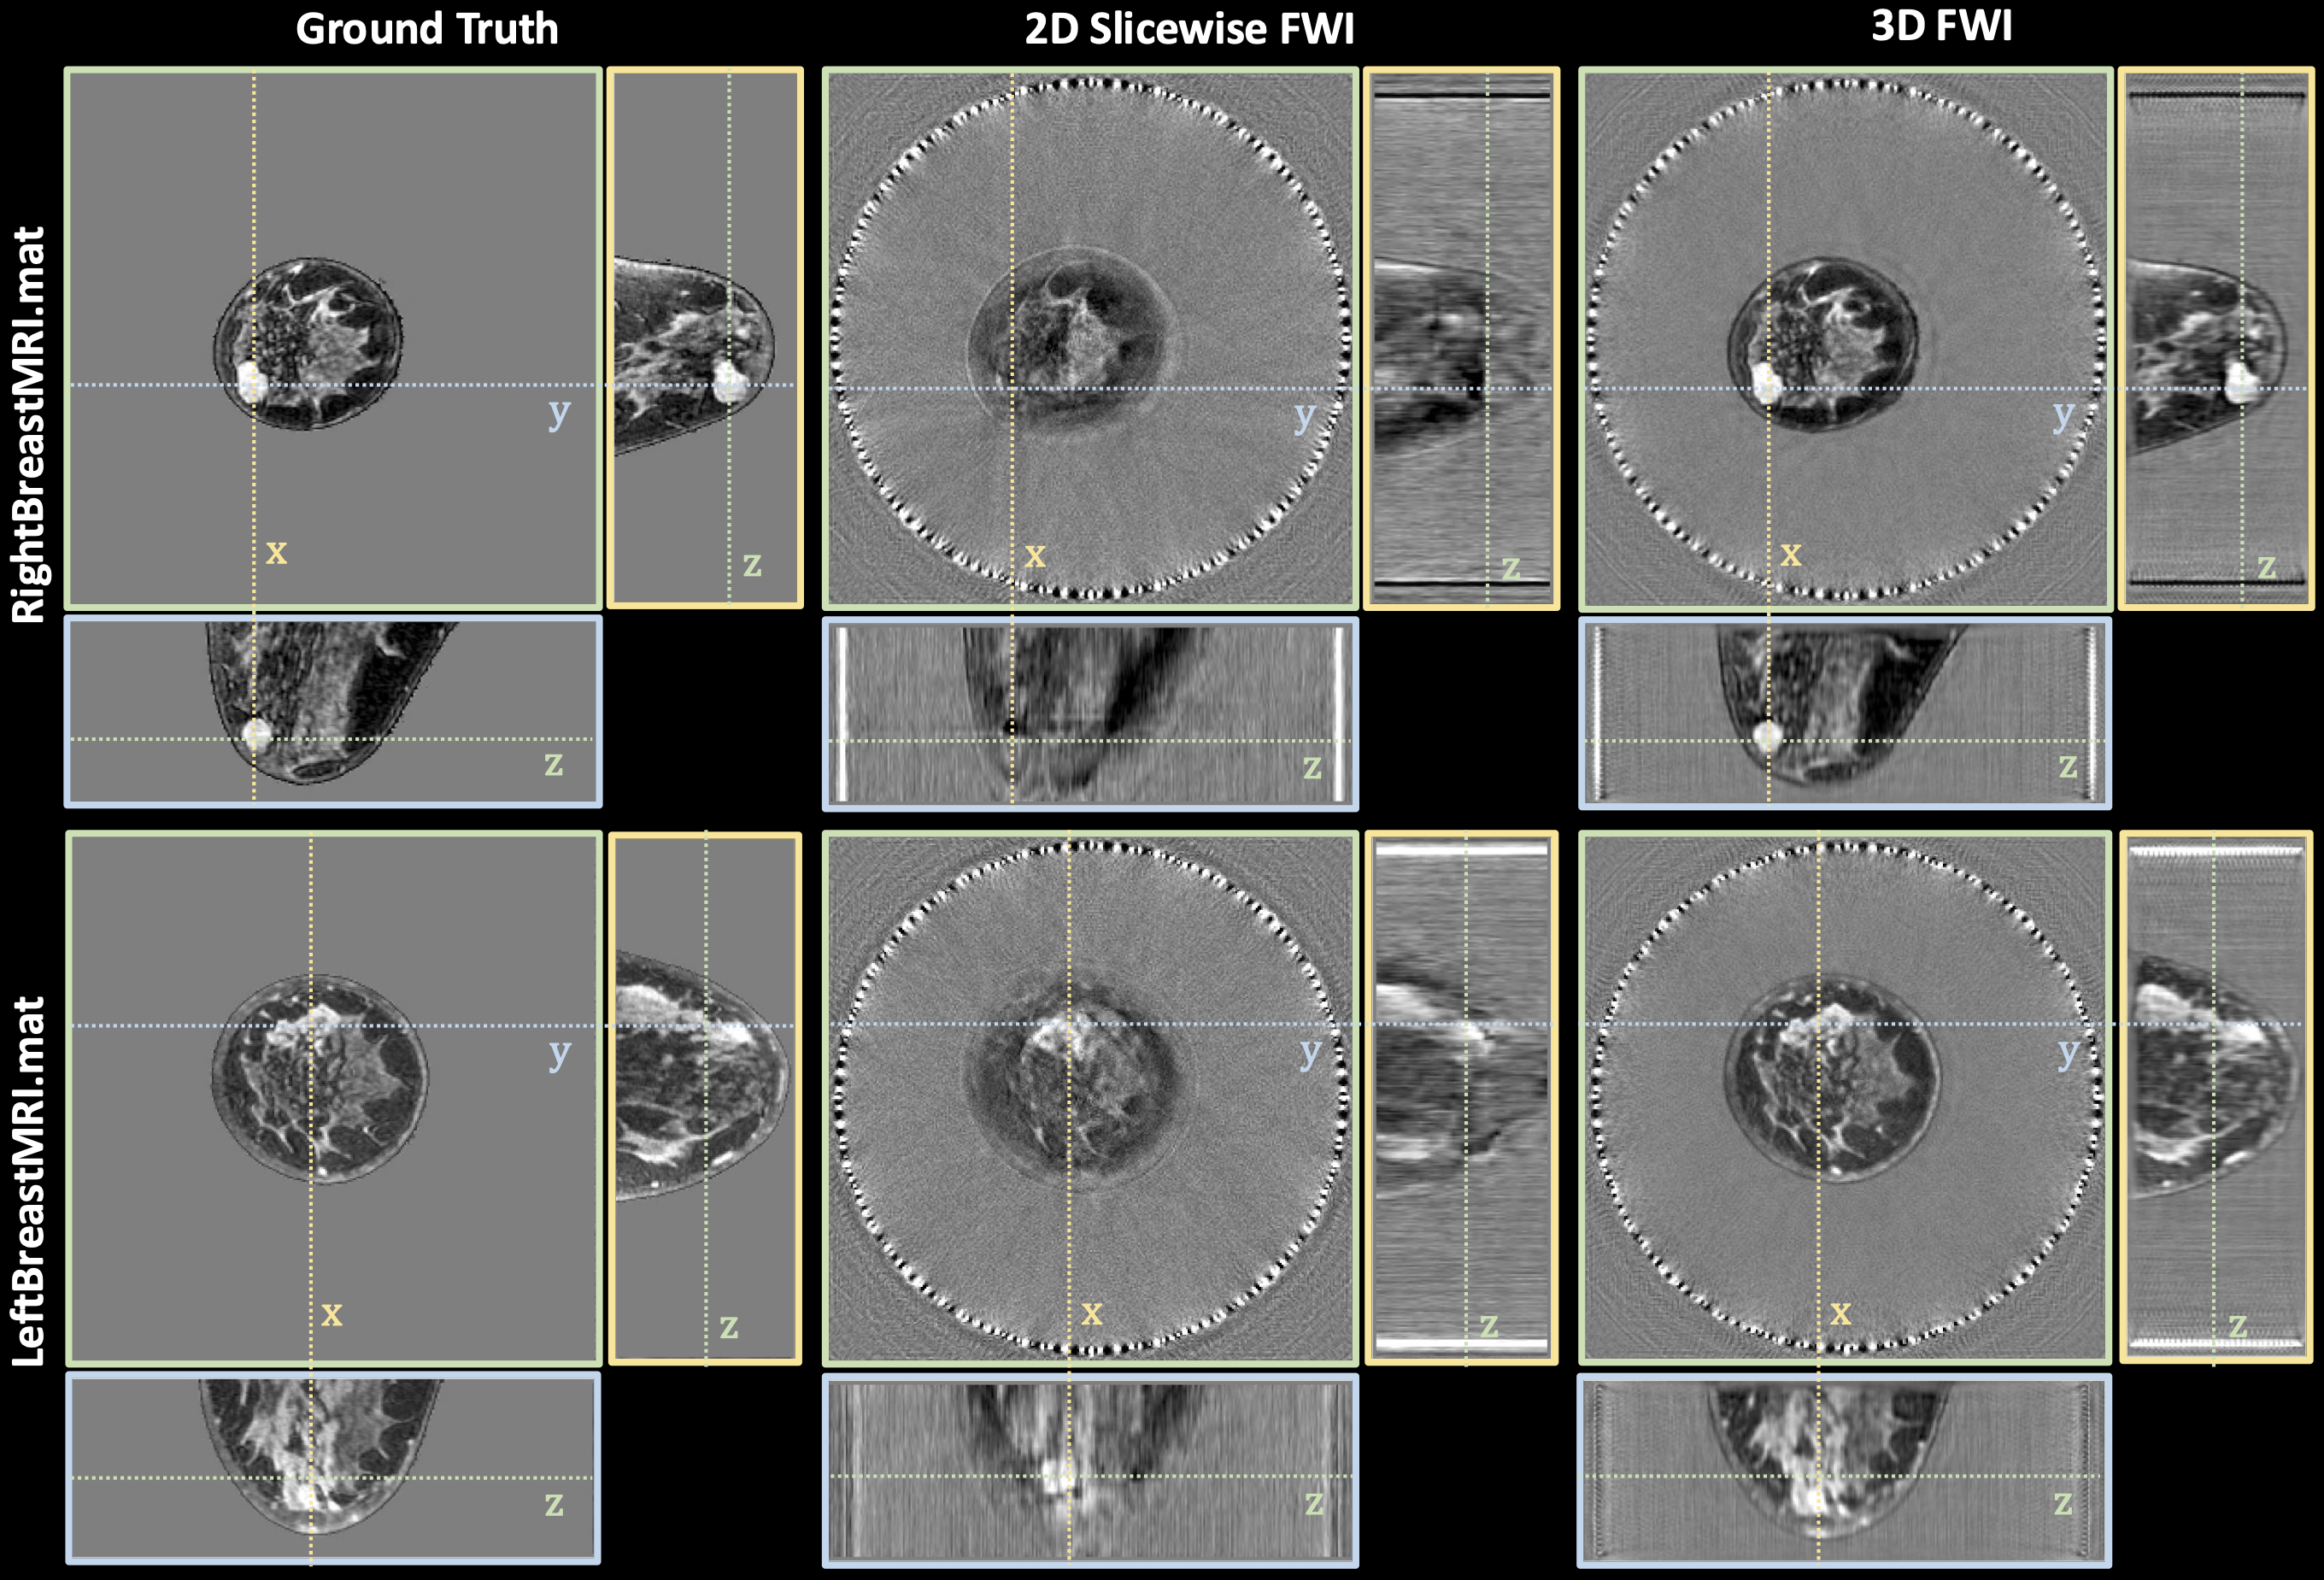 Ground Truth
2D Slicewise FWI
3D FWI
RightBreastMRI.mat
y
x
z
z
y
x
z
z
y
x
z
z
LeftBreastMRI.mat
y
x
z
z
y
x
z
z
y
x
z
z